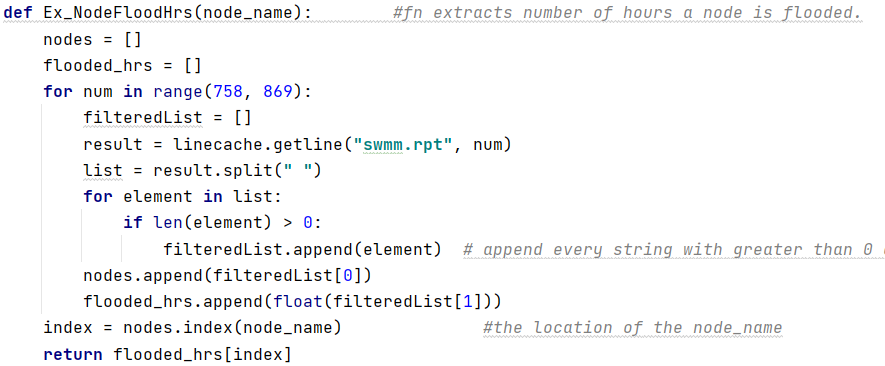 def Ex_NodeFloodHrs(node_name):        #fn extracts number of hours a node is flooded.
    nodes = []
    flooded_hrs = []
    for num in range(758, 869):
        filteredList = []
        result = linecache.getline("swmm.rpt", num)
        list = result.split(" ")
        for element in list:
            if len(element) > 0:
                filteredList.append(element)  # append every string with greater than 0
        nodes.append(filteredList[0])
        flooded_hrs.append(float(filteredList[1]))
    index = nodes.index(node_name)              #the location of the node_name
    return flooded_hrs[index]